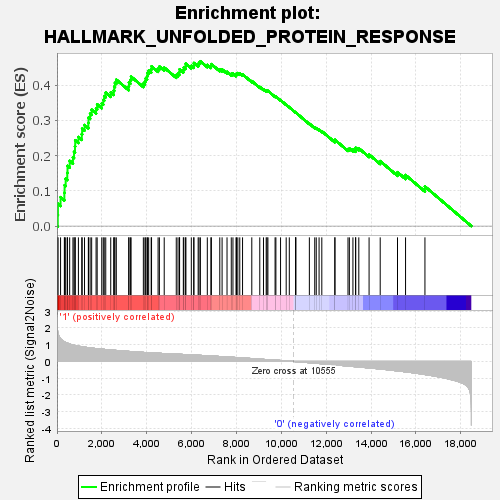 Enrichment plot:
HALLMARK_UNFOLDED_PROTEIN_RESPONSE
Enrichment score (ES)
0.4
0.3
0.2
0.1
0.0
'1' (positively correlated)
Ranked list metric (Signal2Noise)
3
2
1
0
-1
-2
-3
-4
Zero cross at 10555
'0' (negatively correlated)
0 2,000 4,000 6,000 8,000 10,000 12,000 14,000 16,000 18,000
Rank in Ordered Dataset
Enrichment profile Hits Ranking metric scores